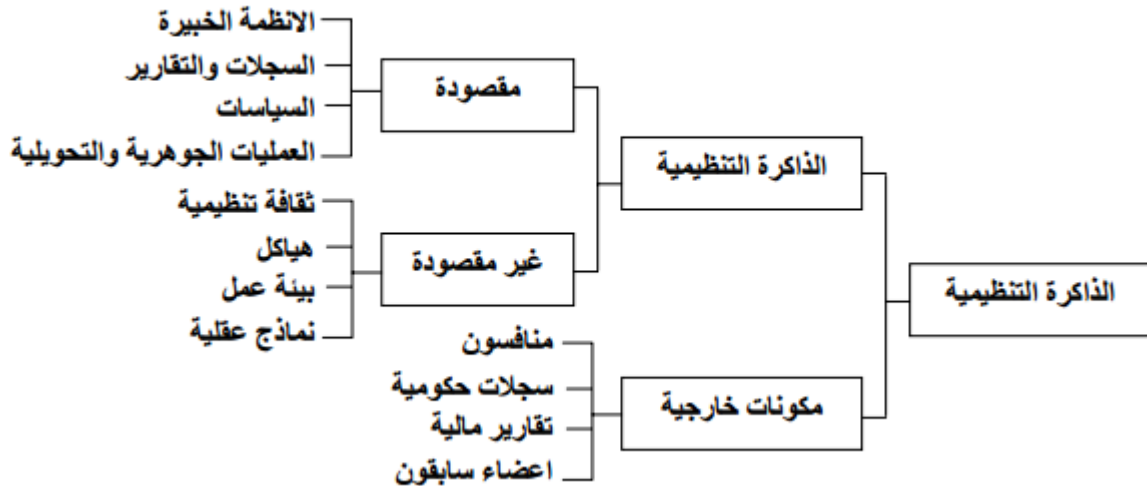 الانظمة الخبيرة
السجلات والتقارير
السياسات
العمليات الجوهرية والتحويلية
مقصودة
الذاكرة التنظيمية
ثقافة تنظيمية
هياكل
بيئة عمل
نماذج عقلية
غير مقصودة
الذاكرة التنظيمية
منافسون
سجلات حكومية
تقارير مالية
اعضاء سابقون
مكونات خارجية